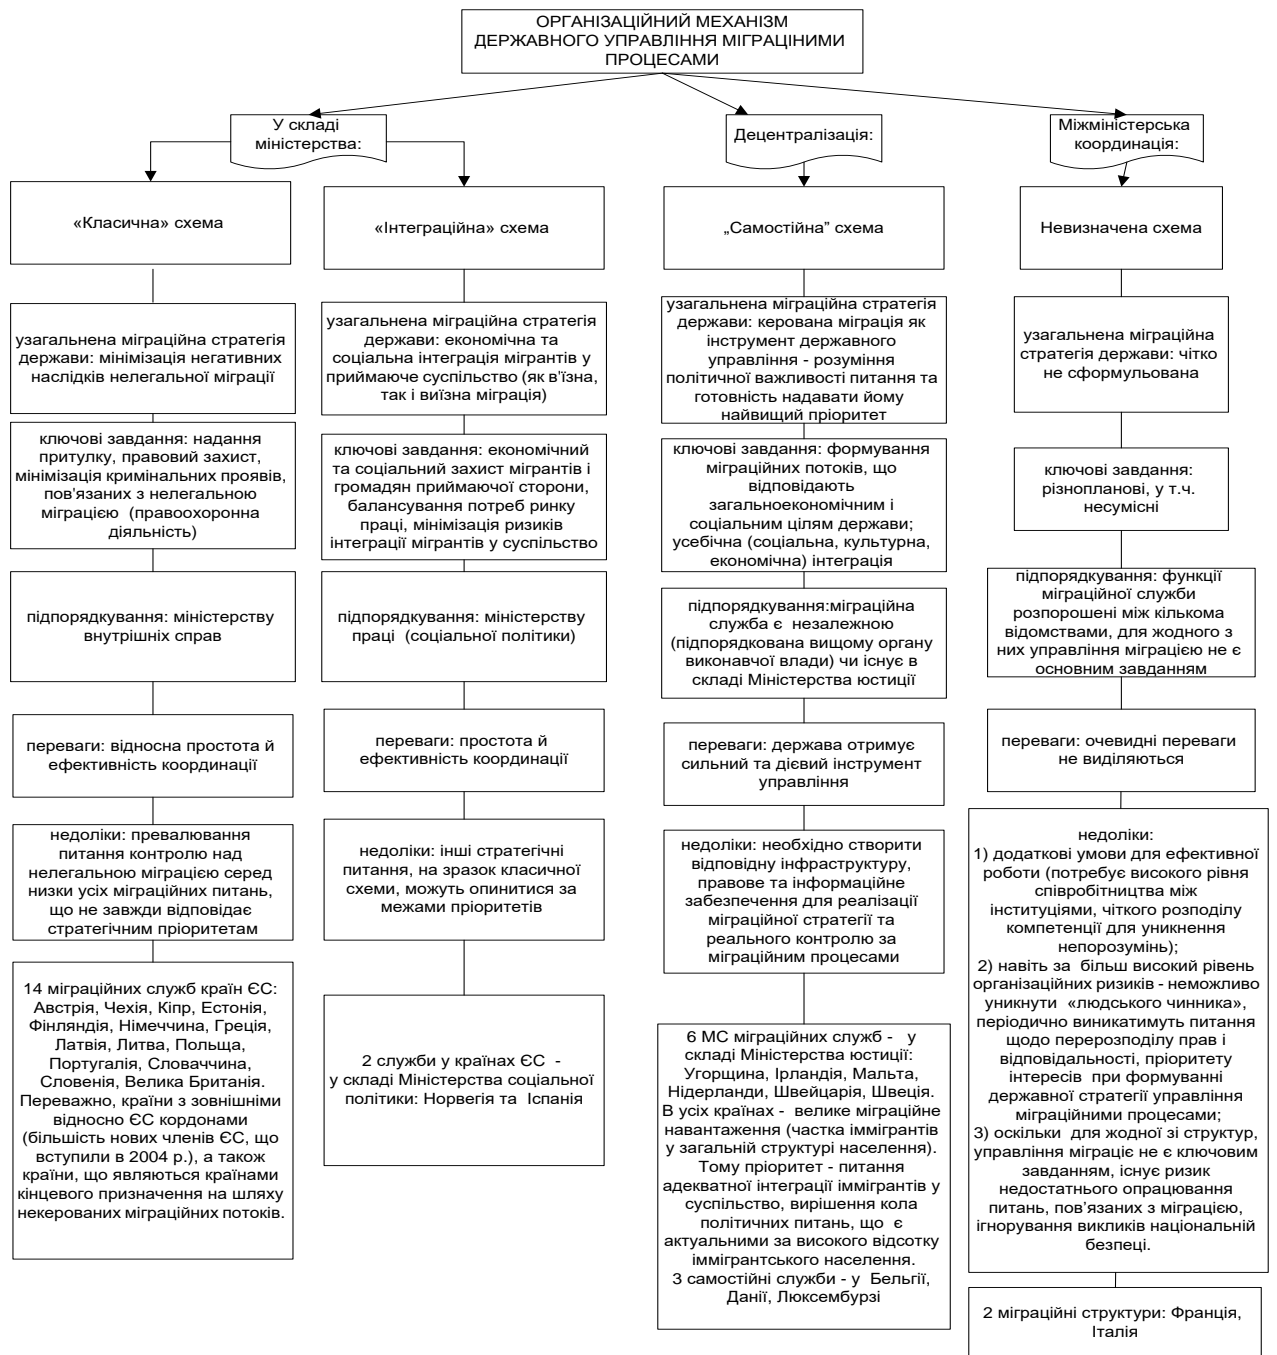 ОРГАНІЗАЦІЙНИЙ МЕХАНІЗМ
ДЕРЖАВНОГО УПРАВЛІННЯ МІГРАЦІНИМИ
ПРОЦЕСАМИ
У складі
міністерства:
Децентралізація:
Міжміністерська
координація:
«Класична» схема
«Інтеграційна» схема
„Самостійна” схема
Невизначена схема
узагальнена міграційна стратегія
держави: мінімізація негативних
наслідків нелегальної міграції
узагальнена міграційна стратегія
держави: економічна та
соціальна інтеграція мігрантів у
приймаюче суспільство (як в'їзна,
так і виїзна міграція)
узагальнена міграційна стратегія
держави: керована міграція як
інструмент державного
управління - розуміння
політичної важливості питання та
готовність надавати йому
найвищий пріоритет
узагальнена міграційна
стратегія держави: чітко
не сформульована
ключові завдання: надання
притулку, правовий захист,
мінімізація кримінальних проявів,
пов'язаних з нелегальною
міграцією (правоохоронна
діяльність)
ключові завдання: економічний
та соціальний захист мігрантів і
громадян приймаючої сторони,
балансування потреб ринку
праці, мінімізація ризиків
інтеграції мігрантів у суспільство
ключові завдання: формування
міграційних потоків, що
відповідають
загальноекономічним і
соціальним цілям держави;
усебічна (соціальна, культурна,
економічна) інтеграція
ключові завдання:
різнопланові, у т.ч.
несумісні
підпорядкування: міністерству
внутрішніх справ
підпорядкування: міністерству
праці (соціальної політики)
підпорядкування:міграційна
служба є незалежною
(підпорядкована вищому органу
виконавчої влади) чи існує в
складі Міністерства юстиції
підпорядкування: функції
міграційної служби
розпорошені між кількома
відомствами, для жодного з
них управління міграцією не є
основним завданням
переваги: відносна простота й
ефективність координації
переваги: простота й
ефективність координації
переваги: держава отримує
сильний та дієвий інструмент
управління
переваги: очевидні переваги
не виділяються
недоліки: превалювання
питання контролю над
нелегальною міграцією серед
низки усіх міграційних питань,
що не завжди відповідає
стратегічним пріоритетам
недоліки: інші стратегічні
питання, на зразок класичної
схеми, можуть опинитися за
межами пріоритетів
недоліки: необхідно створити
відповідну інфраструктуру,
правове та інформаційне
забезпечення для реалізації
міграційної стратегії та
реального контролю за
міграційним процесами
недоліки:
1) додаткові умови для ефективної
роботи (потребує високого рівня
співробітництва між
інституціями, чіткого розподілу
компетенції для уникнення
непорозумінь);
2) навіть за більш високий рівень
організаційних ризиків - неможливо
уникнути «людського чинника»,
періодично виникатимуть питання
щодо перерозподілу прав і
відповідальності, пріоритету
інтересів при формуванні
державної стратегії управління
міграційними процесами;
3) оскільки для жодної зі структур,
управління міграціє не є ключовим
завданням, існує ризик
недостатнього опрацювання
питань, пов’язаних з міграцією,
ігнорування викликів національній
безпеці.
14 міграційних служб країн ЄС:
Австрія, Чехія, Кіпр, Естонія,
Фінляндія, Німеччина, Греція,
Латвія, Литва, Польща,
Португалія, Словаччина,
Словенія, Велика Британія.
Переважно, країни з зовнішніми
відносно ЄС кордонами
(більшість нових членів ЄС, що
вступили в 2004 р.), а також
країни, що являються країнами
кінцевого призначення на шляху
некерованих міграційних потоків.
2 служби у країнах ЄС -
у складі Міністерства соціальної
політики: Норвегія та Іспанія
6 МС міграційних служб - у
складі Міністерства юстиції:
Угорщина, Ірландія, Мальта,
Нідерланди, Швейцарія, Швеція.
В усіх країнах - велике міграційне
навантаження (частка іммігрантів
у загальній структурі населення).
Тому пріоритет - питання
адекватної інтеграції іммігрантів у
суспільство, вирішення кола
політичних питань, що є
актуальними за високого відсотку
іммігрантського населення.
3 самостійні служби - у Бельгії,
Данії, Люксембурзі
2 міграційні структури: Франція,
Італія